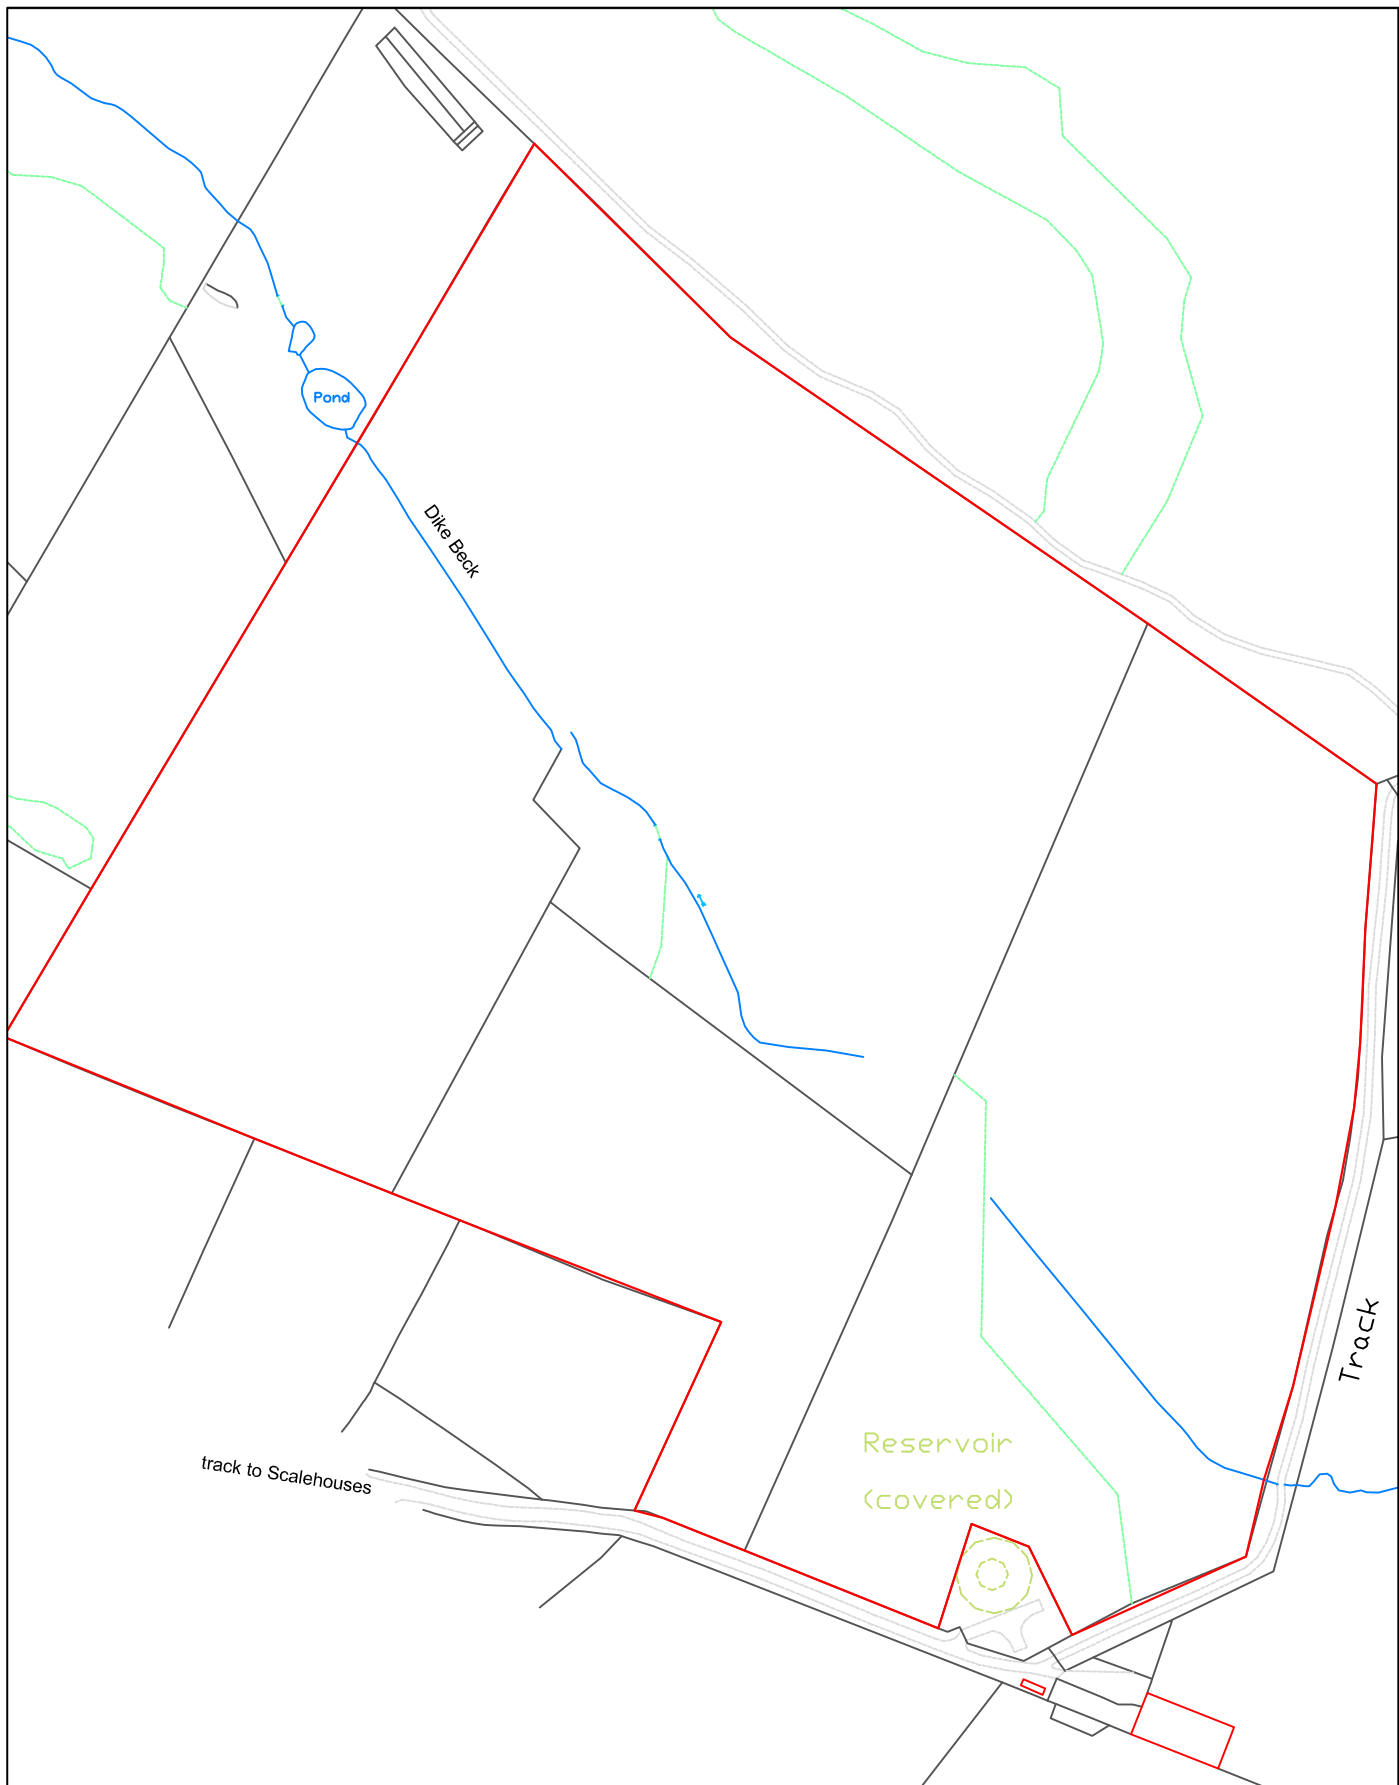 Pond
Dike Beck
Track
Reservoir
(covered)
track to Scalehouses